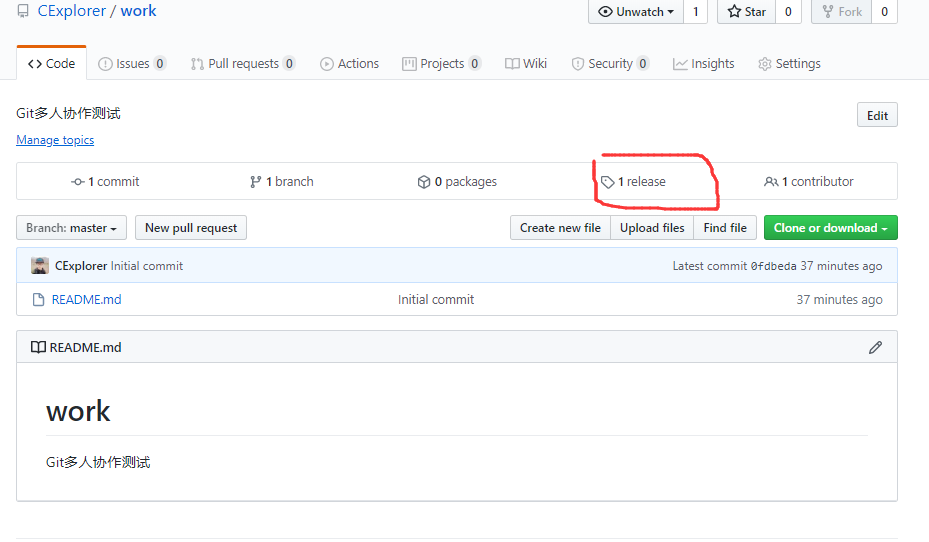 CExplorer / work
Unwatch 1 Star 0 Fork 0
Code Issues 0 Pull requests 0 Actions Projects 0 Wiki Security 0 Insights Settings
Git多人协作测试 Edit
Manage topics
1 commit 1 branch 0 packages 1 release 1 contributor
Branch: master New pull request Create new file Upload files Find file Clone or download
CExplorer Initial commit Latest commit 0fdbeda 37 minutes ago
README.md Initial commit 37 minutes ago
README.md
work
Git多人协作测试